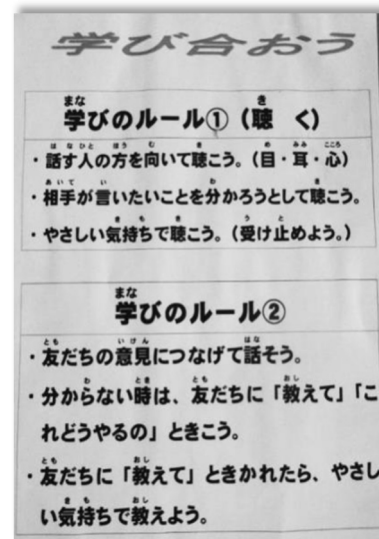 学び合おう
学びのルール①（聴　く）
・話す人の方を向いて聴こう。（目・耳・心）
・相手が言いたいことを分かろうとして聴こう。
・やさしい気持ちで聴こう。（受け止めよう。）
学びのルール②
・友だちの意見につなげて話そう。
・分からない時は、友だちに「教えて」「こ
れどうやるの」ときこう。
・友だちに「教えて」ときかれたら、やさし
い気持ちで教えよう。